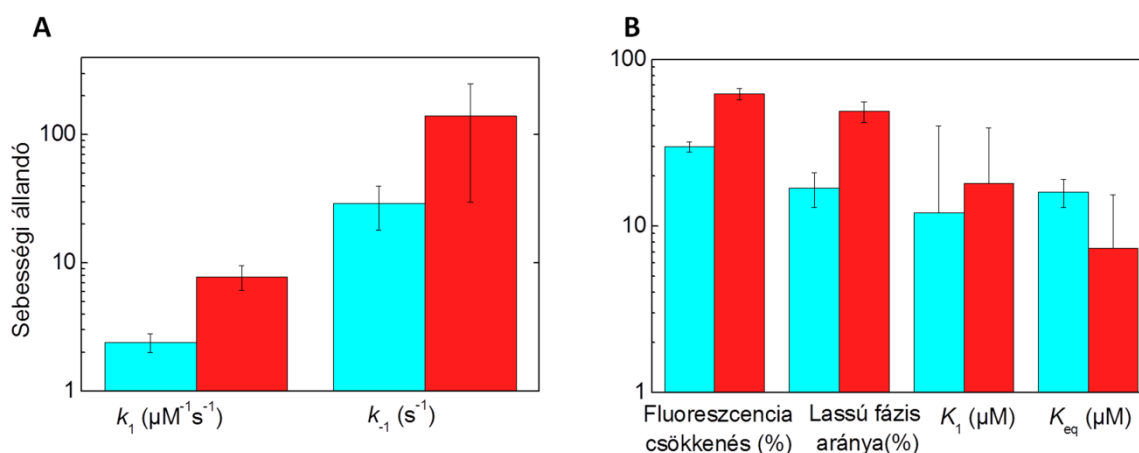 A
Sebességi állandó
100
10
1
k₁ (µM⁻¹s⁻¹)
k₋₁ (s⁻¹)
B
100
10
1
Fluoreszcencia
csökkenés (%)
Lassú fázis
aránya(%)
K₁ (µM)
K_eq (µM)